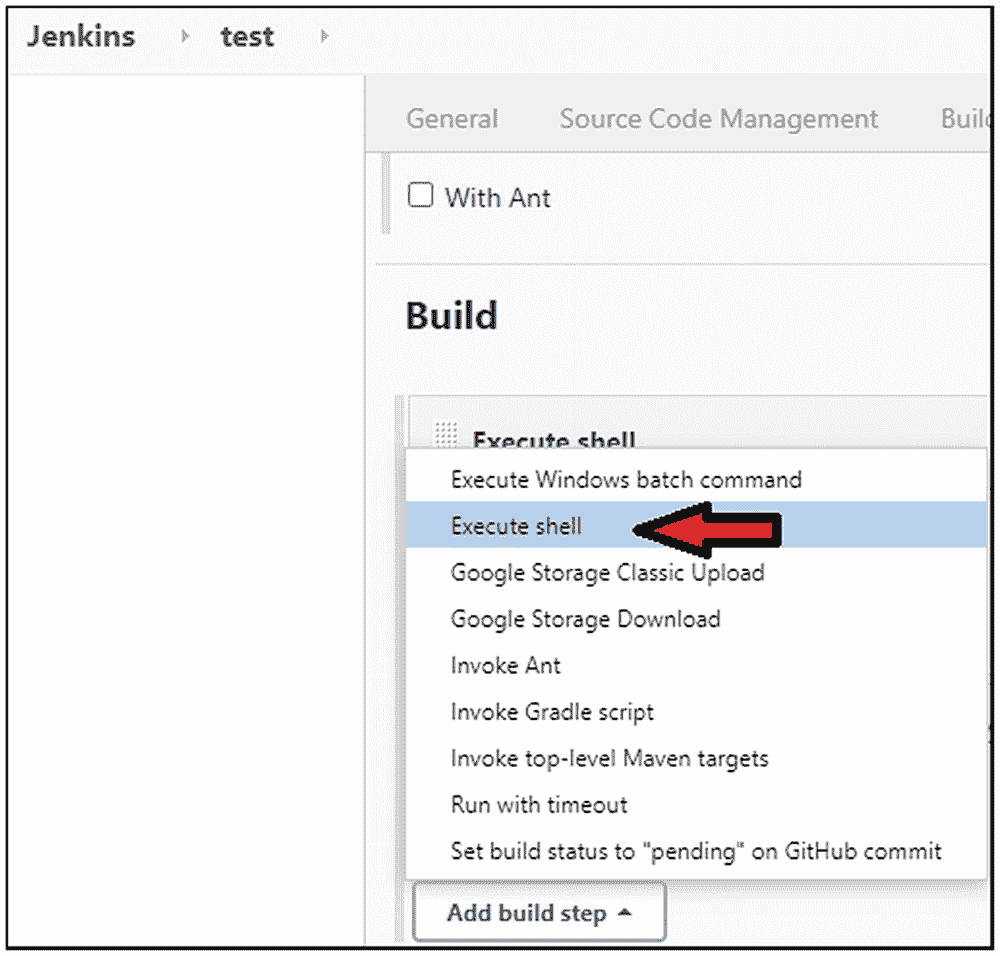 Jenkins test
General Source Code Management Build
With Ant
Build
Execute shell
Execute Windows batch command
Execute shell
Google Storage Classic Upload
Google Storage Download
Invoke Ant
Invoke Gradle script
Invoke top-level Maven targets
Run with timeout
Set build status to "pending" on GitHub commit
Add build step